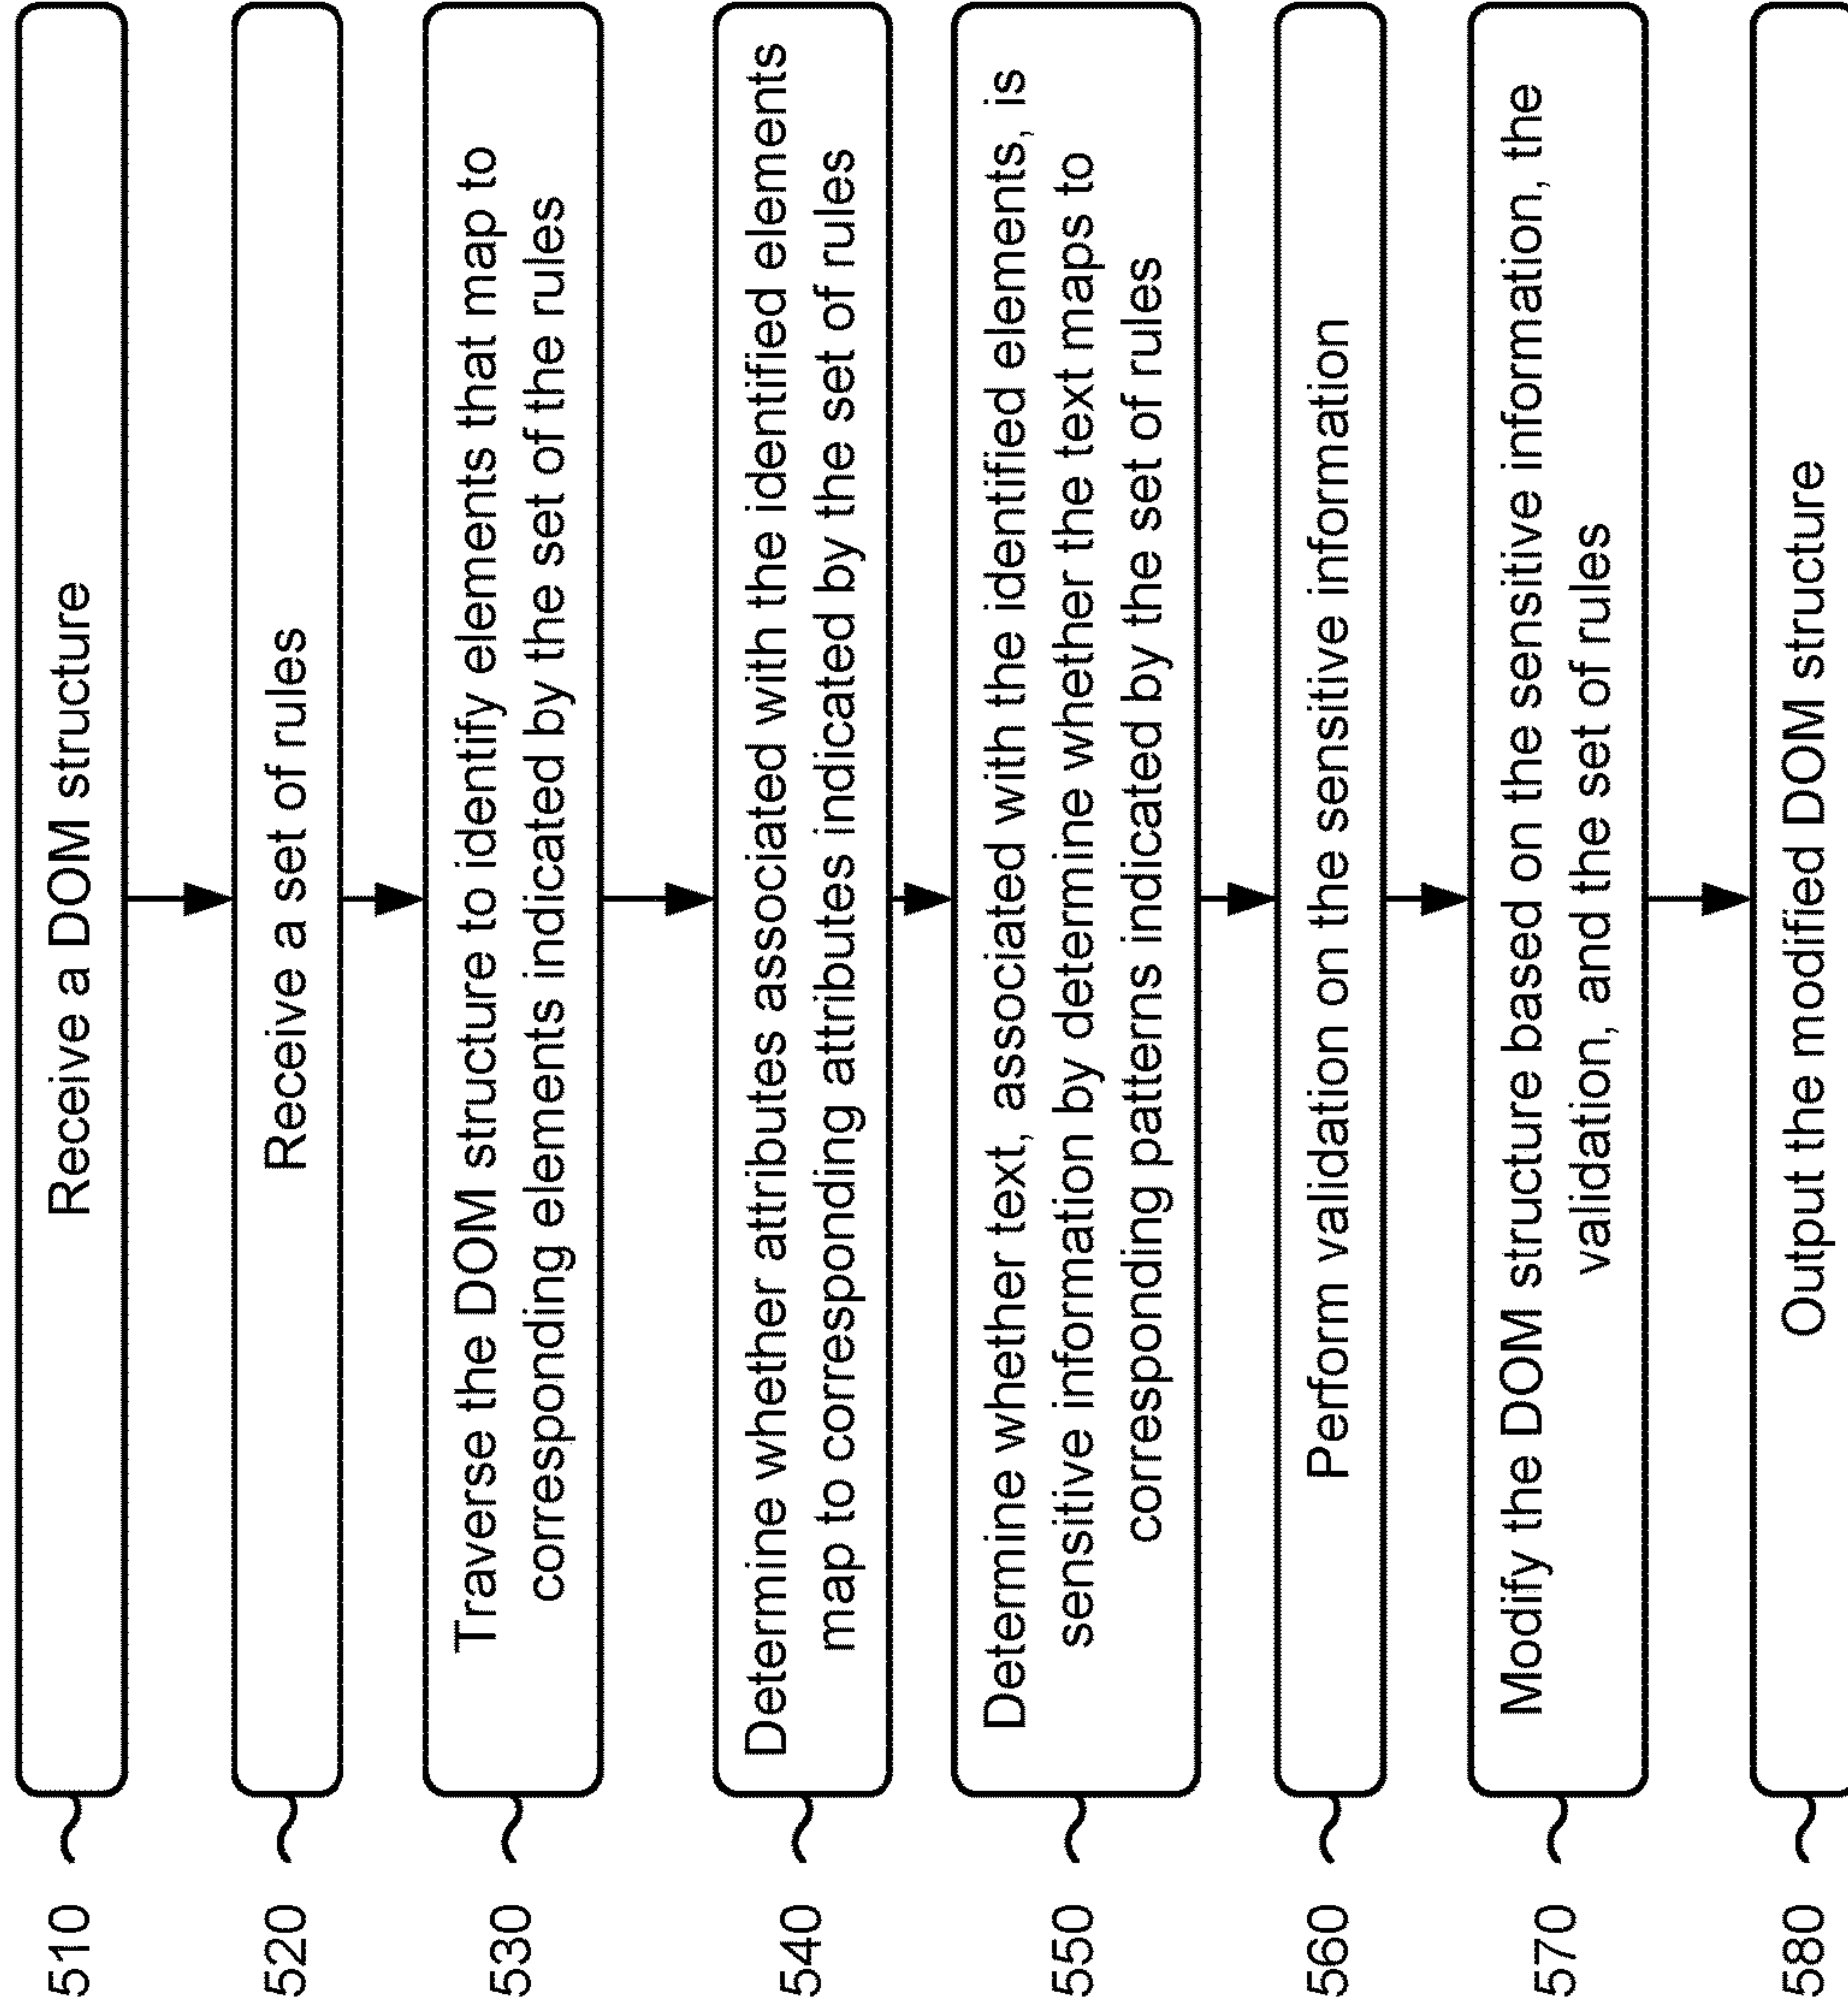 510
Receive a DOM structure
520
Receive a set of rules
530
Traverse the DOM structure to identify elements that map to
corresponding elements indicated by the set of the rules
540
Determine whether attributes associated with the identified elements
map to corresponding attributes indicated by the set of rules
550
Determine whether text, associated with the identified elements, is
sensitive information by determine whether the text maps to
corresponding patterns indicated by the set of rules
560
Perform validation on the sensitive information
570
Modify the DOM structure based on the sensitive information, the
validation, and the set of rules
580
Output the modified DOM structure